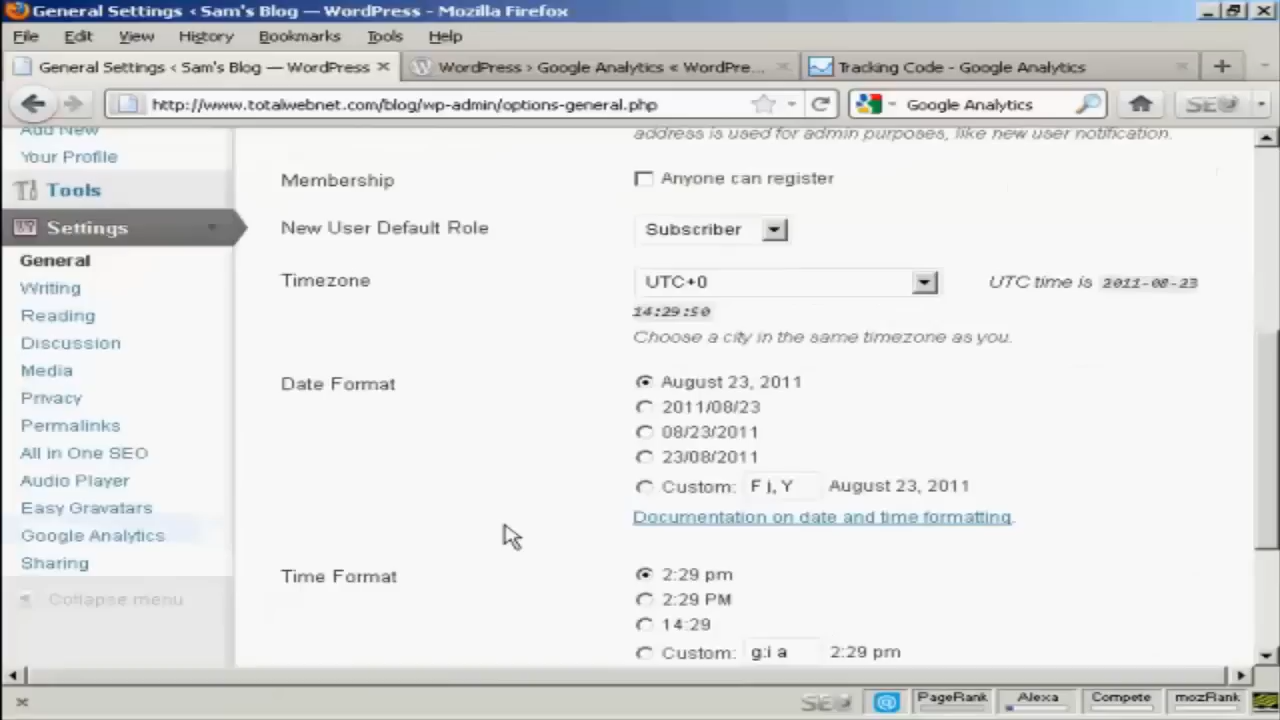 General Settings ‹ Sam's Blog — WordPress - Mozilla Firefox
File Edit View History Bookmarks Tools Help
General Settings ‹ Sam's Blog — WordPress
WordPress › Google Analytics « WordPre...
Tracking Code - Google Analytics
http://www.totalwebnet.com/blog/wp-admin/options-general.php
Google Analytics
Add New
Your Profile
Tools
Settings
General
Writing
Reading
Discussion
Media
Privacy
Permalinks
All in One SEO
Audio Player
Easy Gravatars
Google Analytics
Sharing
Collapse menu
address is used for admin purposes, like new user notification.
Membership
Anyone can register
New User Default Role
Subscriber
Timezone
UTC+0
UTC time is 2011-08-23
14:29:50
Choose a city in the same timezone as you.
Date Format
August 23, 2011
2011/08/23
08/23/2011
23/08/2011
Custom: F j, Y August 23, 2011
Documentation on date and time formatting.
Time Format
2:29 pm
2:29 PM
14:29
Custom: g:i a 2:29 pm
PageRank Alexa Compete mozRank